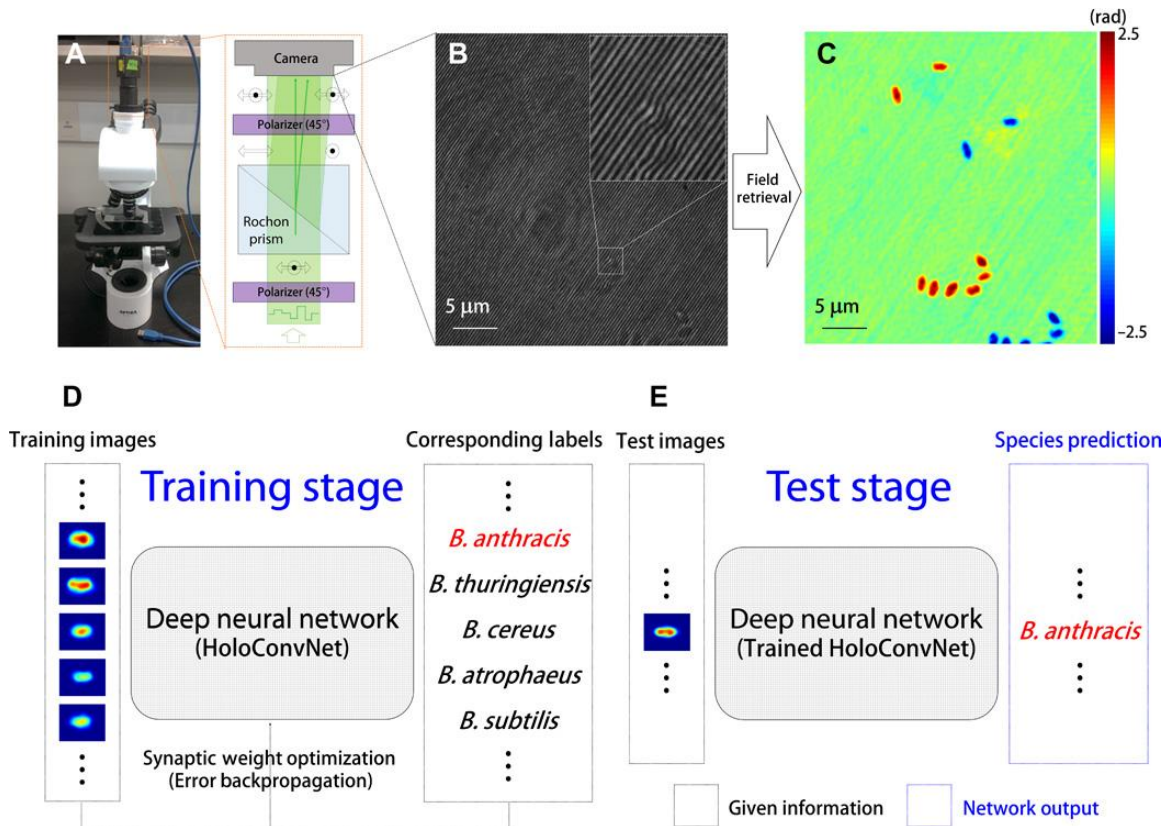 A
Camera
Polarizer (45°)
Rochon
prism
Polarizer (45°)
B
5 μm
Field
retrieval
C
(rad)
2.5
5 μm
–2.5
D
Training images
Training stage
Corresponding labels
Deep neural network
(HoloConvNet)
B. anthracis
B. thuringiensis
B. cereus
B. atrophaeus
B. subtilis
Synaptic weight optimization
(Error backpropagation)
E
Test images
Test stage
Species prediction
Deep neural network
(Trained HoloConvNet)
B. anthracis
Given information
Network output